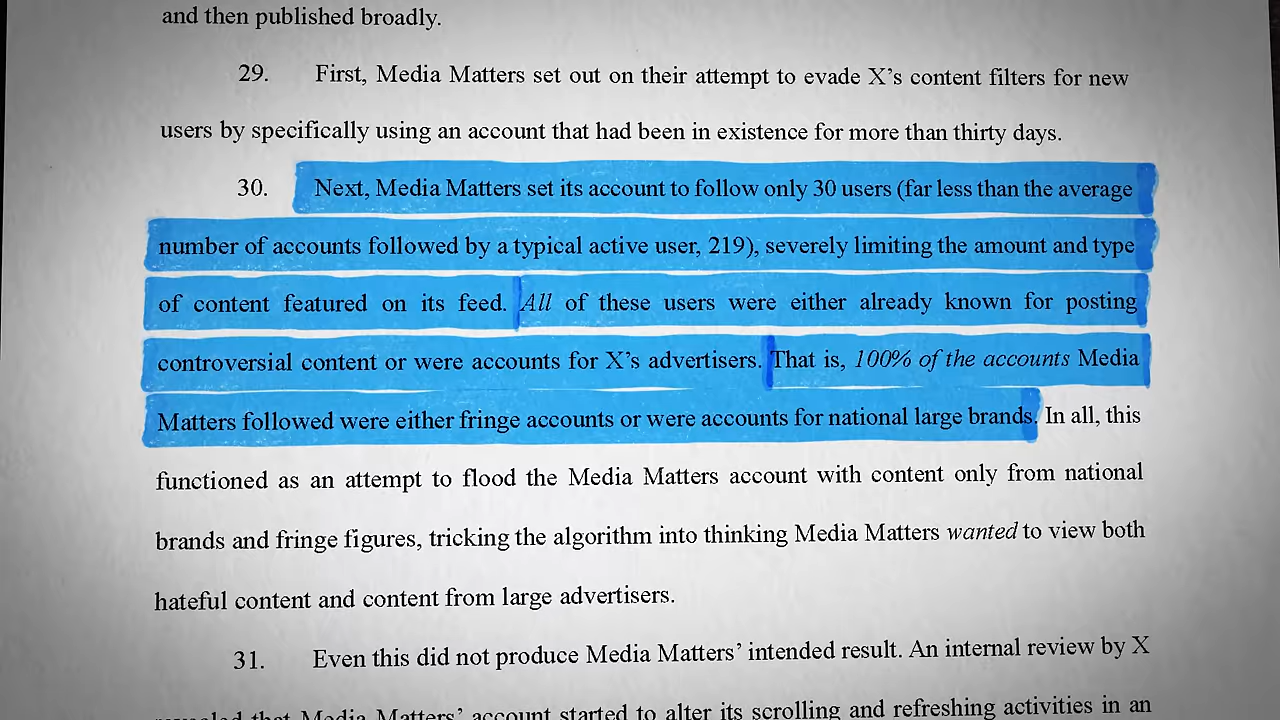 and then published broadly.
29. First, Media Matters set out on their attempt to evade X's content filters for new
users by specifically using an account that had been in existence for more than thirty days.
30. Next, Media Matters set its account to follow only 30 users (far less than the average
number of accounts followed by a typical active user, 219), severely limiting the amount and type
of content featured on its feed. All of these users were either already known for posting
controversial content or were accounts for X's advertisers. That is, 100% of the accounts Media
Matters followed were either fringe accounts or were accounts for national large brands. In all, this
functioned as an attempt to flood the Media Matters account with content only from national
brands and fringe figures, tricking the algorithm into thinking Media Matters wanted to view both
hateful content and content from large advertisers.
31. Even this did not produce Media Matters' intended result. An internal review by X
revealed that Media Matters' account started to alter its scrolling and refreshing activities in an